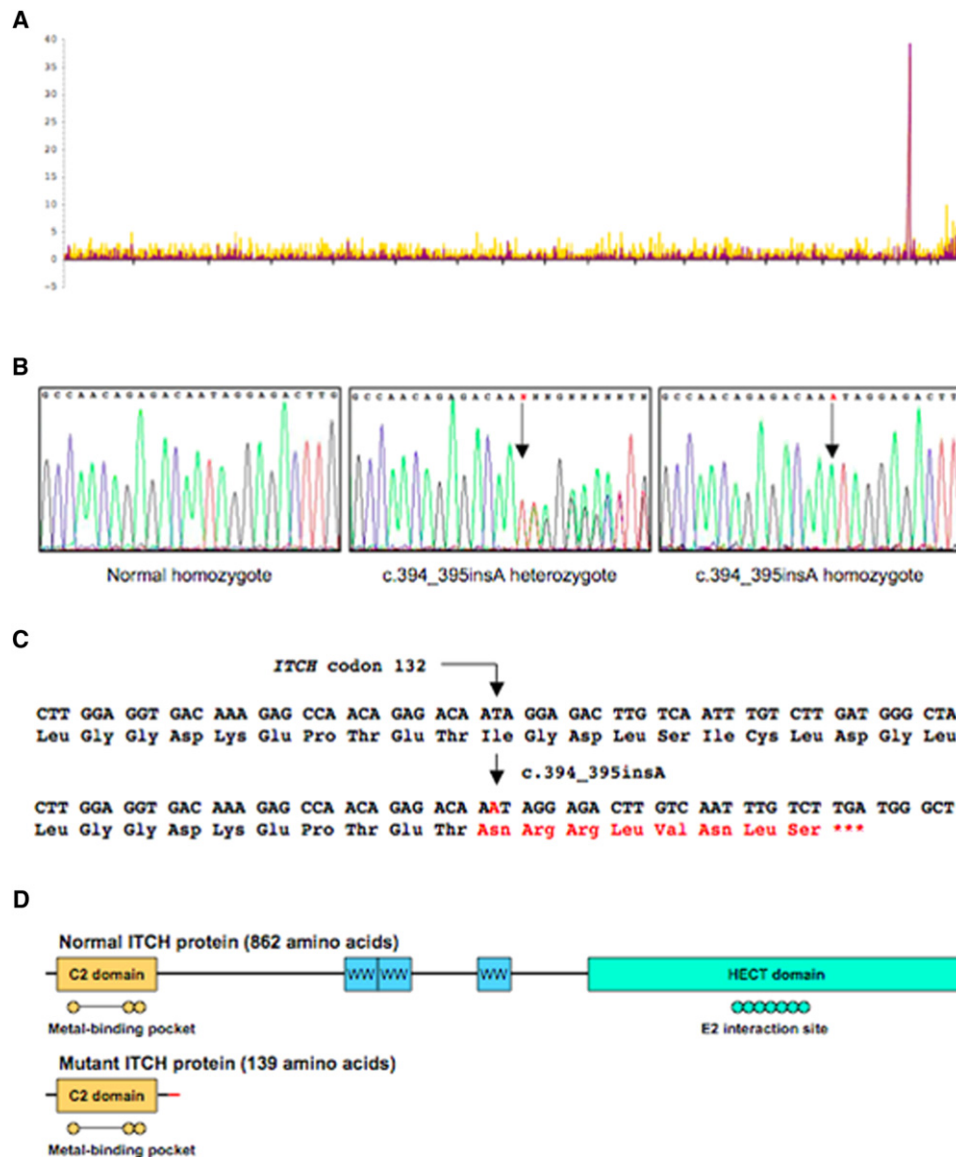 A
40
35
30
25
20
15
10
5
0
-5
B
G C C A A C A G A G A C A A T A G G A G A C T T G
G C C A A C A G A G A C A A N N N G N N N N N T N
G C C A A C A G A G A C A A A T A G G A G A C T T
Normal homozygote
c.394_395insA heterozygote
c.394_395insA homozygote
C
ITCH codon 132
CTT GGA GGT GAC AAA GAG CCA ACA GAG ACA ATA GGA GAC TTG TCA ATT TGT CTT GAT GGG CTA
Leu Gly Gly Asp Lys Glu Pro Thr Glu Thr Ile Gly Asp Leu Ser Ile Cys Leu Asp Gly Leu
c.394_395insA
CTT GGA GGT GAC AAA GAG CCA ACA GAG ACA AAT AGG AGA CTT GTC AAT TTG TCT TGA TGG GCT
Leu Gly Gly Asp Lys Glu Pro Thr Glu Thr Asn Arg Arg Leu Val Asn Leu Ser ***
D
Normal ITCH protein (862 amino acids)
C2 domain
WW WW
WW
HECT domain
Metal-binding pocket
E2 interaction site
Mutant ITCH protein (139 amino acids)
C2 domain
Metal-binding pocket